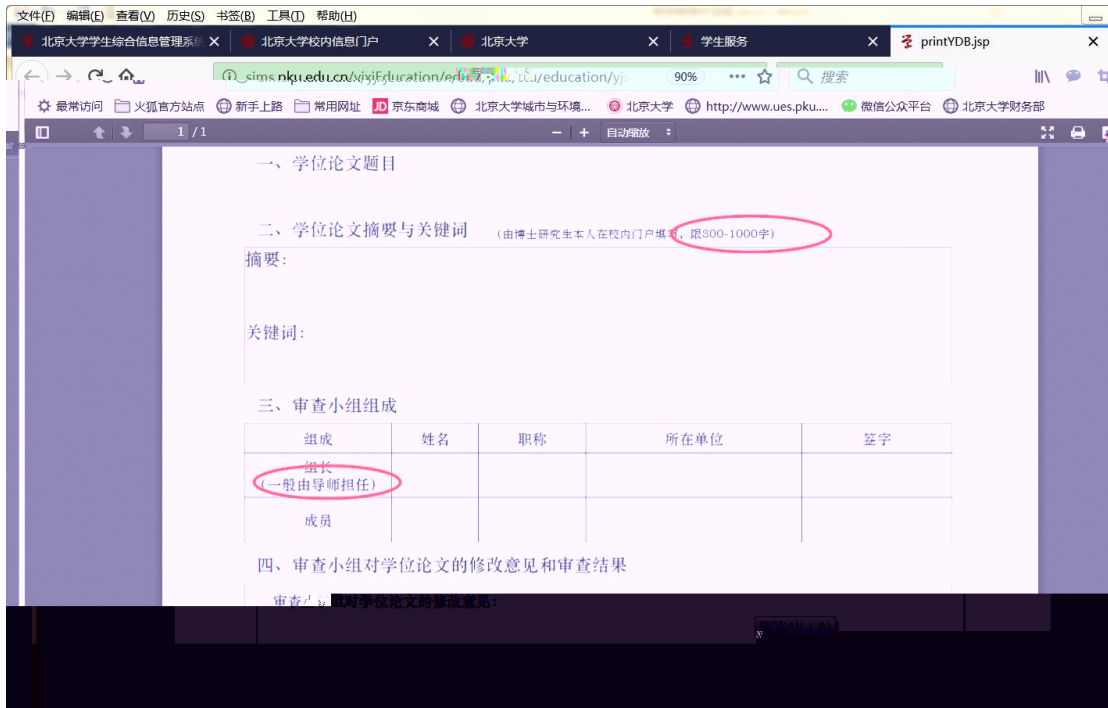 文件(F) 编辑(E) 查看(V) 历史(S) 书签(B) 工具(T) 帮助(H)
北京大学学生综合信息管理系统 北京大学校内信息门户 北京大学 学生服务 printYDB.jsp
90% 搜索
最常访问 火狐官方站点 新手上路 常用网址 JD 京东商城 北京大学城市与环境... 北京大学 http://www.ues.pku.... 微信公众平台 北京大学财务部
1 / 1 自动缩放
一、学位论文题目
二、学位论文摘要与关键词 (由博士研究生本人在校内门户填写,限800-1000字)
摘要:
关键词:
三、审查小组组成
组成 姓名 职称 所在单位 签字
组长
(一般由导师担任)
成员
四、审查小组对学位论文的修改意见和审查结果
审查小组对学位论文的修改意见: